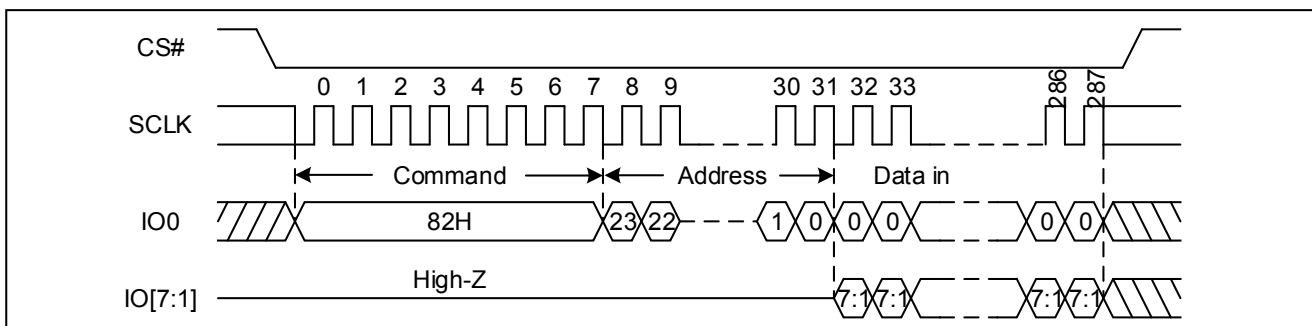 CS#
0 1 2 3 4 5 6 7 8 9 30 31 32 33 286 287
SCLK
Command Address Data in
IO0 82H 23 22 1 0 0 0 0 0
High-Z
IO[7:1] 7:1 7:1 7:1 7:1